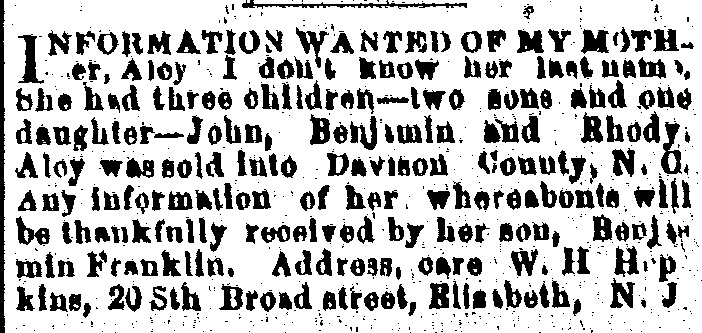 INFORMATION WANTED OF MY MOTH-
er, Aloy I don't know her last name,
She had three children—two sons and one
daughter—John, Benjamin and Rhody.
Aloy was sold into Davison County, N. C.
Any information of her whereabouts will
be thankfully received by her son, Benja-
min Franklin. Address, care W. H Hop
kins, 20 Sth Broad street, Elizabeth, N. J